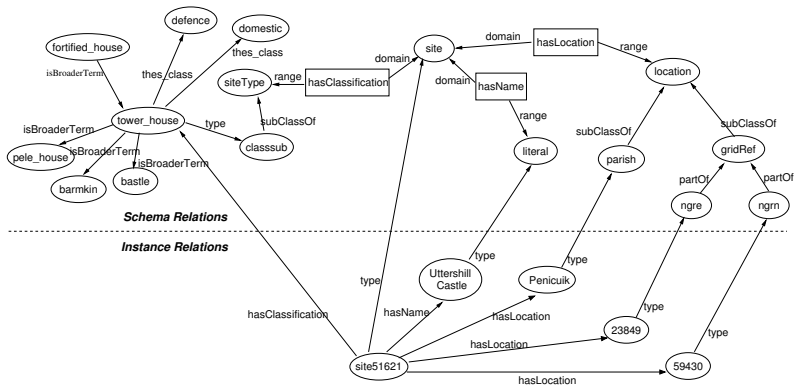 defence
domestic
fortified_house
thes_class
thes_class
isBroaderTerm
site
domain
hasLocation
range
domain
siteType
range
hasClassification
domain
hasName
location
range
subClassOf
tower_house
type
classsub
isBroaderTerm
isBroaderTerm
isBroaderTerm
pele_house
barmkin
bastle
literal
subClassOf
parish
subClassOf
gridRef
partOf
partOf
ngre
ngrn
Schema Relations
Instance Relations
type
Uttershill
Castle
type
Penicuik
type
hasClassification
hasName
hasLocation
23849
type
type
hasLocation
site51621
hasLocation
59430